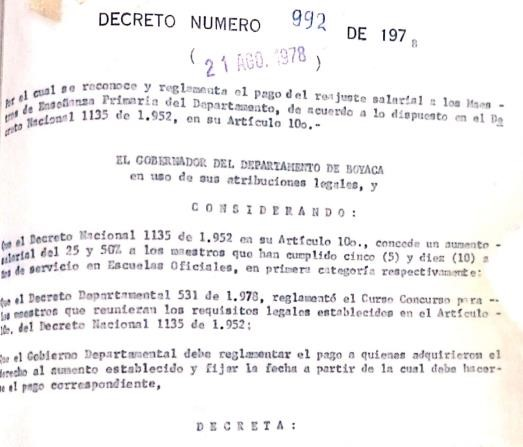 DECRETO NUMERO 992 DE 1978
( 21 AGO. 1978 )
Por el cual se reconoce y reglamenta el pago del reajuste salarial a los Maes -
tros de Enseñanza Primaria del Departamento, de acuerdo a lo dispuesto en el De
creto Nacional 1135 de 1.952, en su Artículo 10o.-
EL GOBERNADOR DEL DEPARTAMENTO DE BOYACA
en uso de sus atribuciones legales, y
C O N S I D E R A N D O :
Que el Decreto Nacional 1135 de 1.952 en su Artículo 10o., concede un aumento -
salarial del 25 y 50% a los maestros que han cumplido cinco (5) y diez (10) a
de servicio en Escuelas Oficiales, en primera categoría respectivamente:
Que el Decreto Departamental 531 de 1.978, reglamentó el Curso Concurso para --
los maestros que reunieran los requisitos legales establecidos en el Artículo -
10o. del Decreto Nacional 1135 de 1.952;
Que el Gobierno Departamental debe reglamentar el pago a quienes adquirieron el
derecho al aumento establecido y fijar la fecha a partir de la cual debe hacer-
se el pago correspondiente,
D E C R E T A :